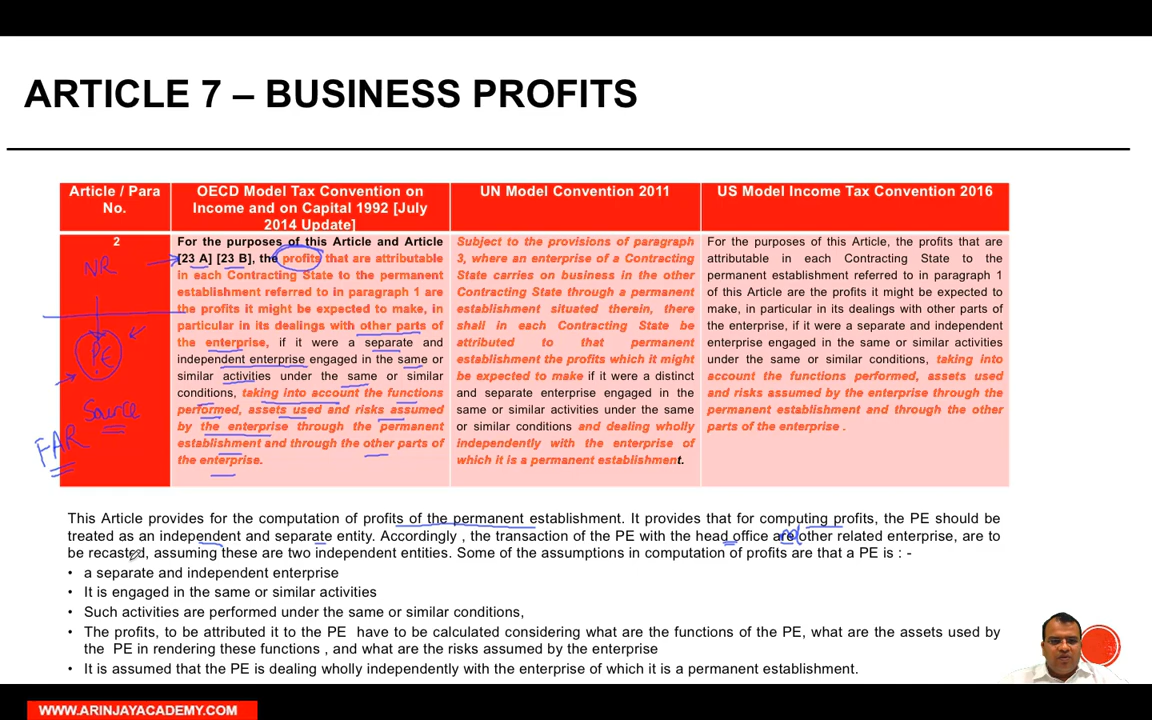 ARTICLE 7 – BUSINESS PROFITS
Article / Para
No.
OECD Model Tax Convention on
Income and on Capital 1992 [July
2014 Update]
UN Model Convention 2011
US Model Income Tax Convention 2016
2
NR
PE
Source
FAR
For the purposes of this Article and Article
[23 A] [23 B], the profits that are attributable
in each Contracting State to the permanent
establishment referred to in paragraph 1 are
the profits it might be expected to make, in
particular in its dealings with other parts of
the enterprise, if it were a separate and
independent enterprise engaged in the same or
similar activities under the same or similar
conditions, taking into account the functions
performed, assets used and risks assumed
by the enterprise through the permanent
establishment and through the other parts of
the enterprise.
Subject to the provisions of paragraph
3, where an enterprise of a Contracting
State carries on business in the other
Contracting State through a permanent
establishment situated therein, there
shall in each Contracting State be
attributed to that permanent
establishment the profits which it might
be expected to make if it were a distinct
and separate enterprise engaged in the
same or similar activities under the same
or similar conditions and dealing wholly
independently with the enterprise of
which it is a permanent establishment.
For the purposes of this Article, the profits that are
attributable in each Contracting State to the
permanent establishment referred to in paragraph 1
of this Article are the profits it might be expected to
make, in particular in its dealings with other parts of
the enterprise, if it were a separate and independent
enterprise engaged in the same or similar activities
under the same or similar conditions, taking into
account the functions performed, assets used
and risks assumed by the enterprise through the
permanent establishment and through the other
parts of the enterprise .
This Article provides for the computation of profits of the permanent establishment. It provides that for computing profits, the PE should be
treated as an independent and separate entity. Accordingly , the transaction of the PE with the head office are nd other related enterprise, are to
be recasted, assuming these are two independent entities. Some of the assumptions in computation of profits are that a PE is : -
• a separate and independent enterprise
• It is engaged in the same or similar activities
• Such activities are performed under the same or similar conditions,
• The profits, to be attributed it to the PE have to be calculated considering what are the functions of the PE, what are the assets used by
the PE in rendering these functions , and what are the risks assumed by the enterprise
• It is assumed that the PE is dealing wholly independently with the enterprise of which it is a permanent establishment.
WWW.ARINJAYACADEMY.COM